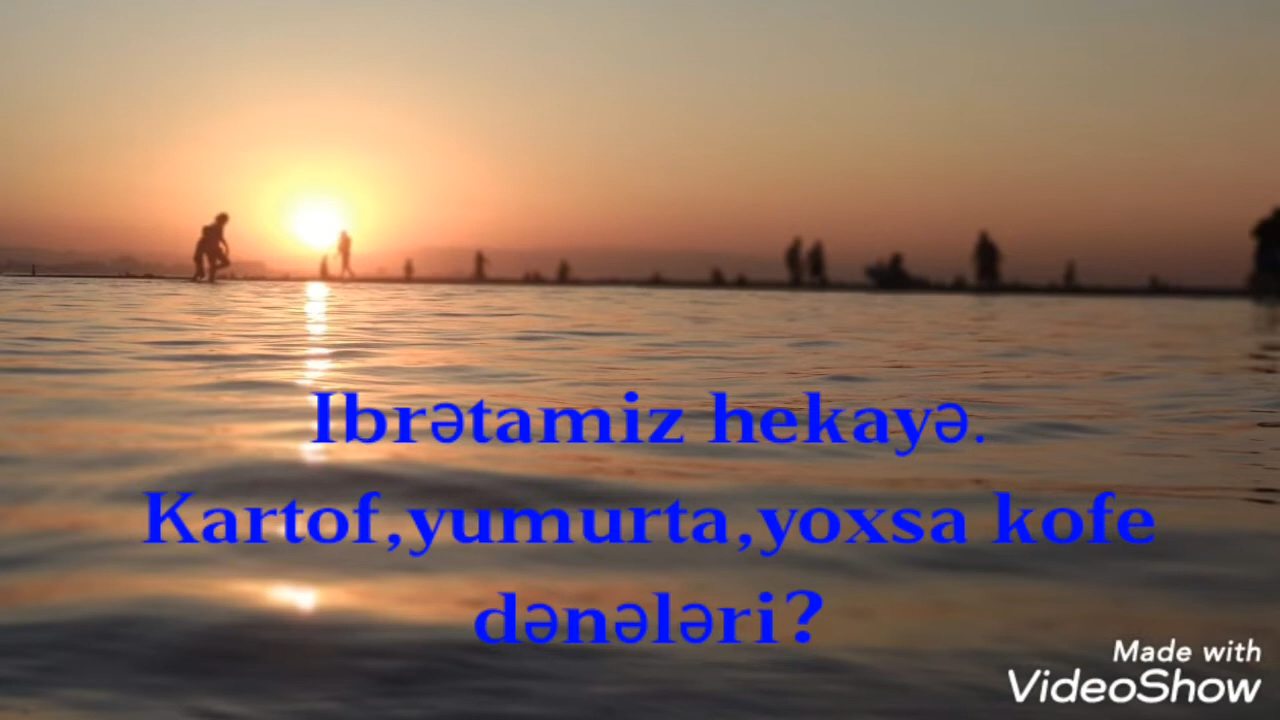 Ibrətamiz hekayə.
Kartof,yumurta,yoxsa kofe
dənələri?
Made with
VideoShow